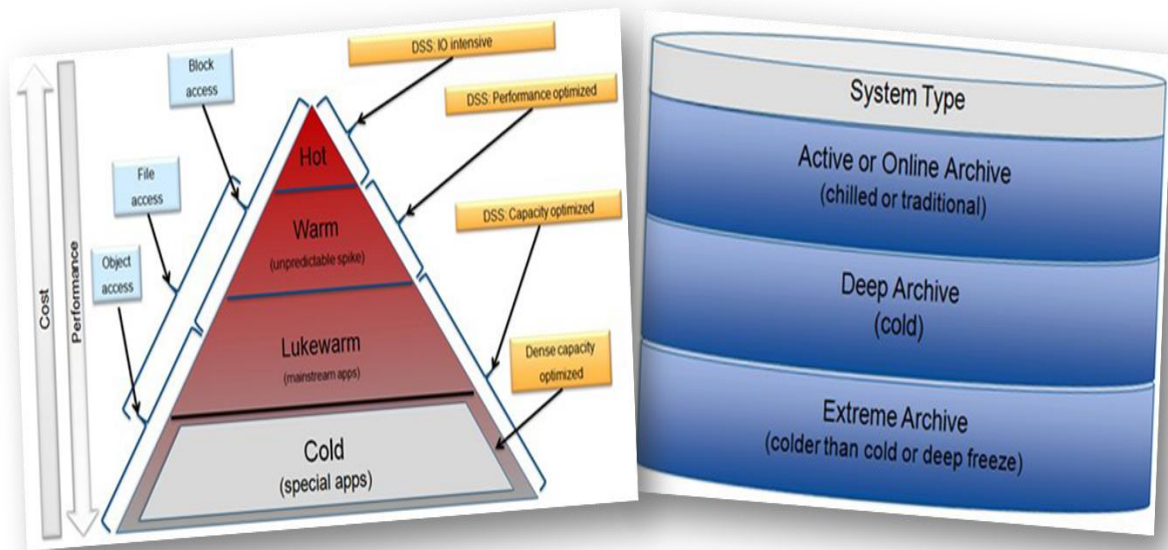 Cost
Performance
Block
access
File
access
Object
access
DSS: IO intensive
DSS: Performance optimized
DSS: Capacity optimized
Dense capacity
optimized
Hot
Warm
(unpredictable spike)
Lukewarm
(mainstream apps)
Cold
(special apps)
System Type
Active or Online Archive
(chilled or traditional)
Deep Archive
(cold)
Extreme Archive
(colder than cold or deep freeze)